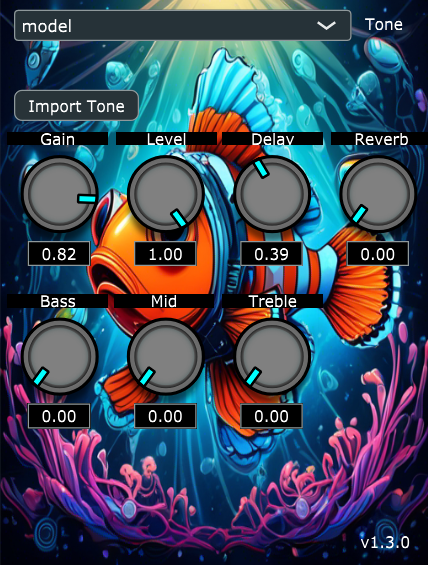 model
Tone
Import Tone
Gain Level Delay Reverb
0.82 1.00 0.39 0.00
Bass Mid Treble
0.00 0.00 0.00
v1.3.0